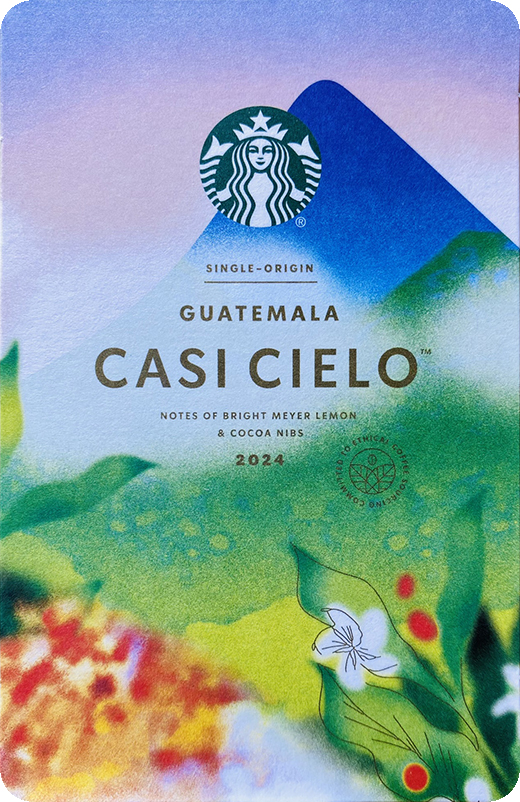 ®
SINGLE-ORIGIN
GUATEMALA
CASI CIELO™
NOTES OF BRIGHT MEYER LEMON
& COCOA NIBS
2024
COMMITTED TO ETHICAL COFFEE SOURCING